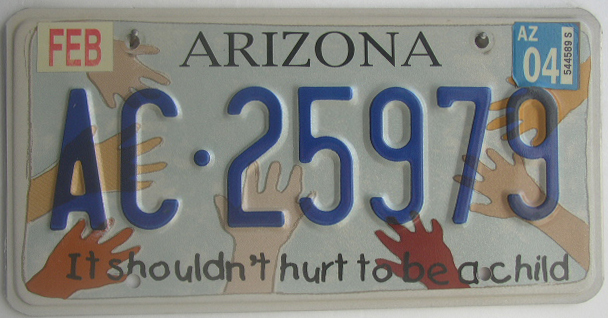 FEB
ARIZONA
AZ
04
544589 S
AC·25979
It shouldn't hurt to be a child